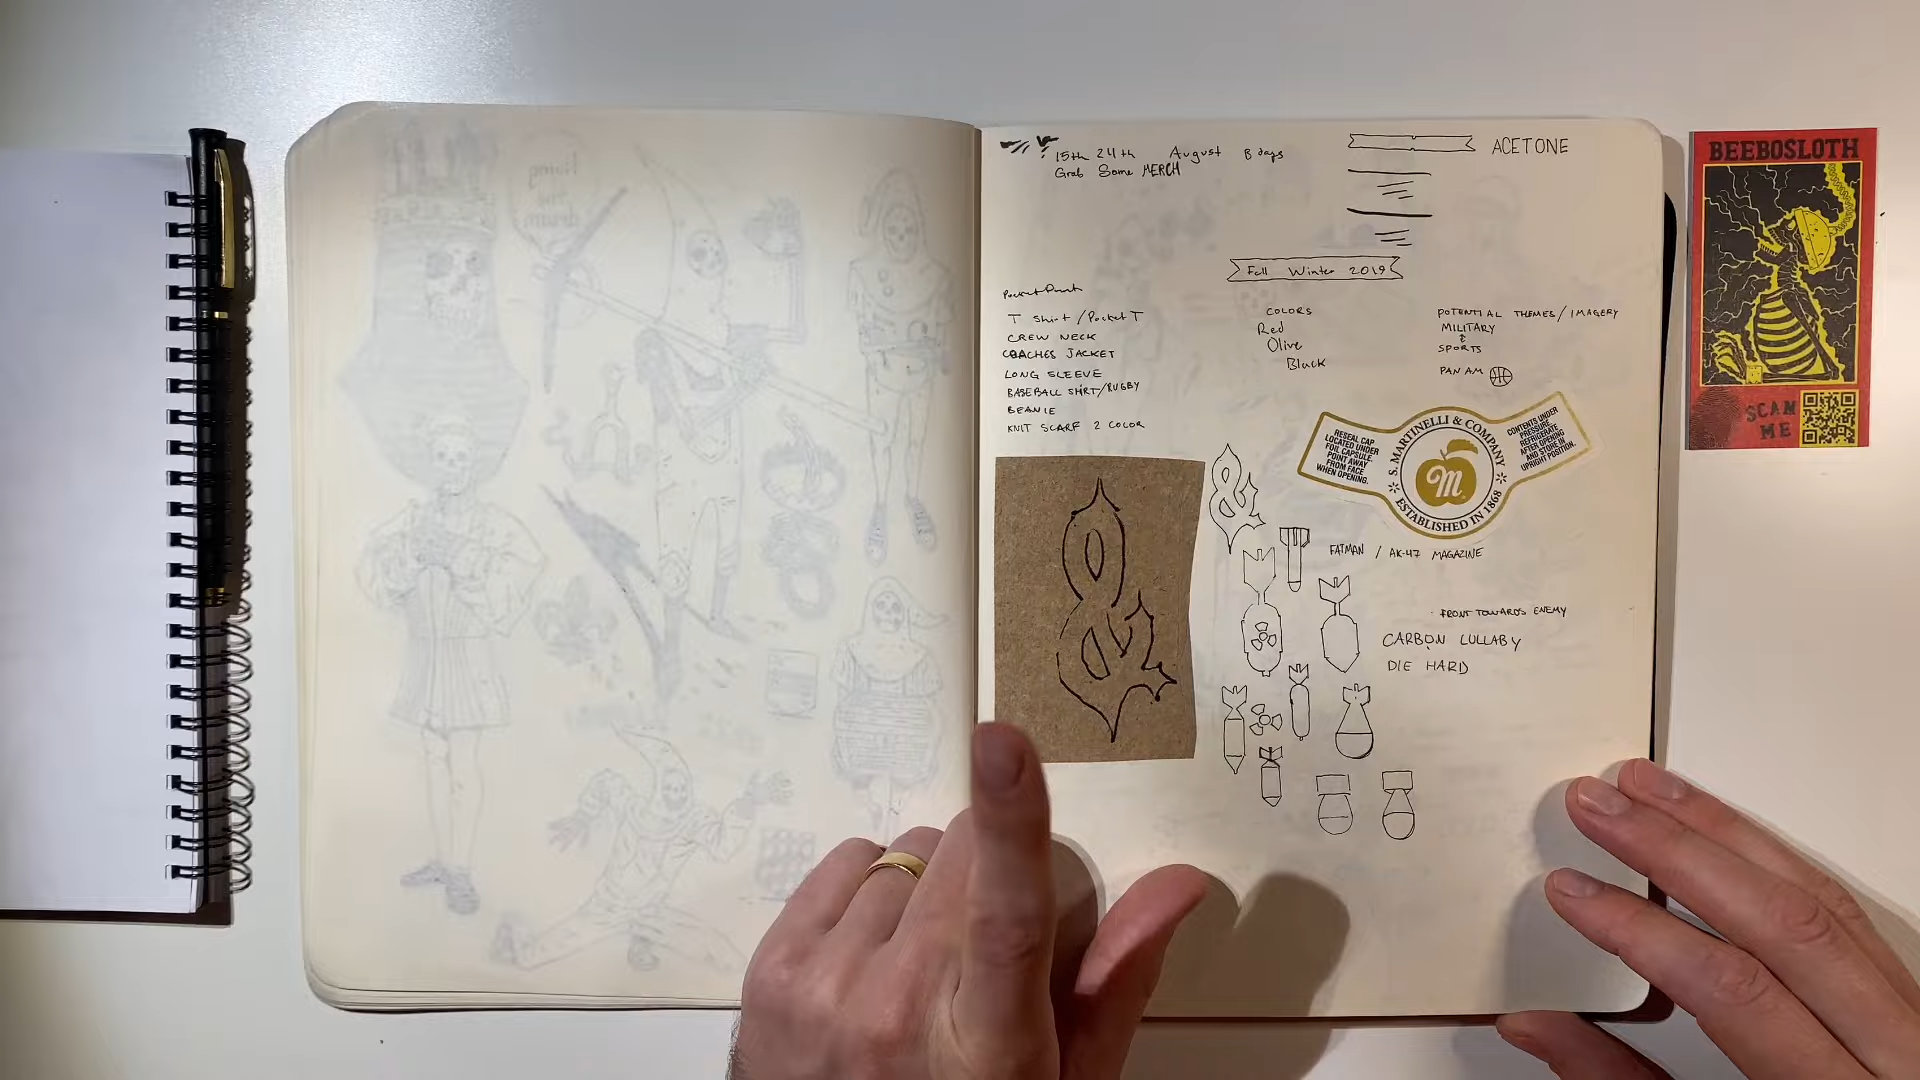 15th 24th August 8 days
Grab Some MERCH
ACETONE
Fall Winter 2019
Pocket Print
T Shirt / Pocket T
CREW NECK
COACHES JACKET
LONG SLEEVE
BASEBALL SHIRT/RUGBY
BEANIE
KNIT SCARF 2 COLOR
COLORS
Red
Olive
Black
POTENTIAL THEMES / IMAGERY
MILITARY
&
SPORTS
PAN AM
RESEAL CAP
LOCATED UNDER
FOIL CAPSULE.
POINT AWAY
FROM FACE
WHEN OPENING.
S. MARTINELLI & COMPANY
M
ESTABLISHED IN 1868
CONTENTS UNDER
PRESSURE.
REFRIGERATE
AFTER OPENING
AND STORE IN
UPRIGHT POSITION.
&
&
FATMAN / AK-47 MAGAZINE
· FRONT TOWARDS ENEMY
CARBON LULLABY
DIE HARD
BEEBOSLOTH
SCAN
ME